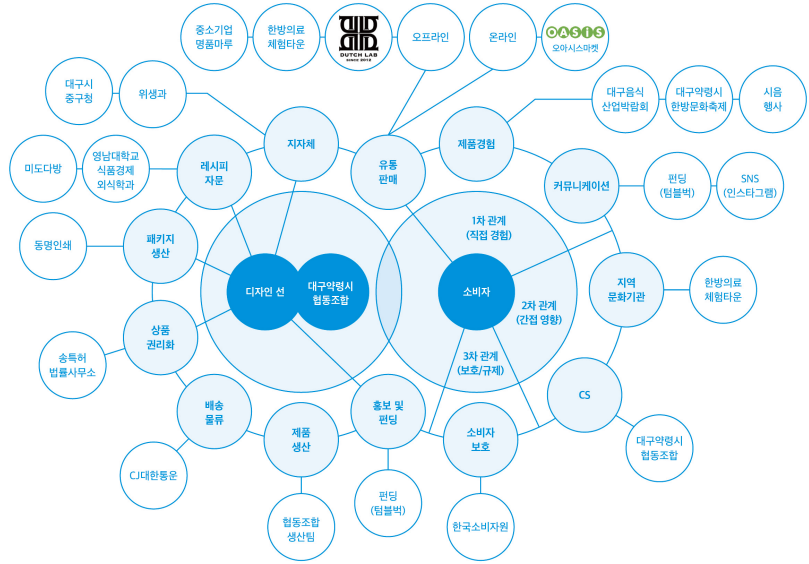 중소기업
명품마루
한방의료
체험타운
DUTCH LAB
SINCE 2012
오프라인
온라인
OASIS
오아시스마켓
대구시
중구청
위생과
지자체
유통
판매
제품경험
대구음식
산업박람회
대구약령시
한방문화축제
시음
행사
미도다방
영남대학교
식품경제
외식학과
레시피
자문
커뮤니케이션
펀딩
(텀블벅)
SNS
(인스타그램)
동명인쇄
패키지
생산
1차 관계
(직접 경험)
디자인 선
대구약령시
협동조합
소비자
2차 관계
(간접 영향)
지역
문화기관
한방의료
체험타운
상품
권리화
3차 관계
(보호/규제)
송특허
법률사무소
배송
물류
제품
생산
홍보 및
펀딩
소비자
보호
CS
대구약령시
협동조합
CJ대한통운
협동조합
생산팀
펀딩
(텀블벅)
한국소비자원